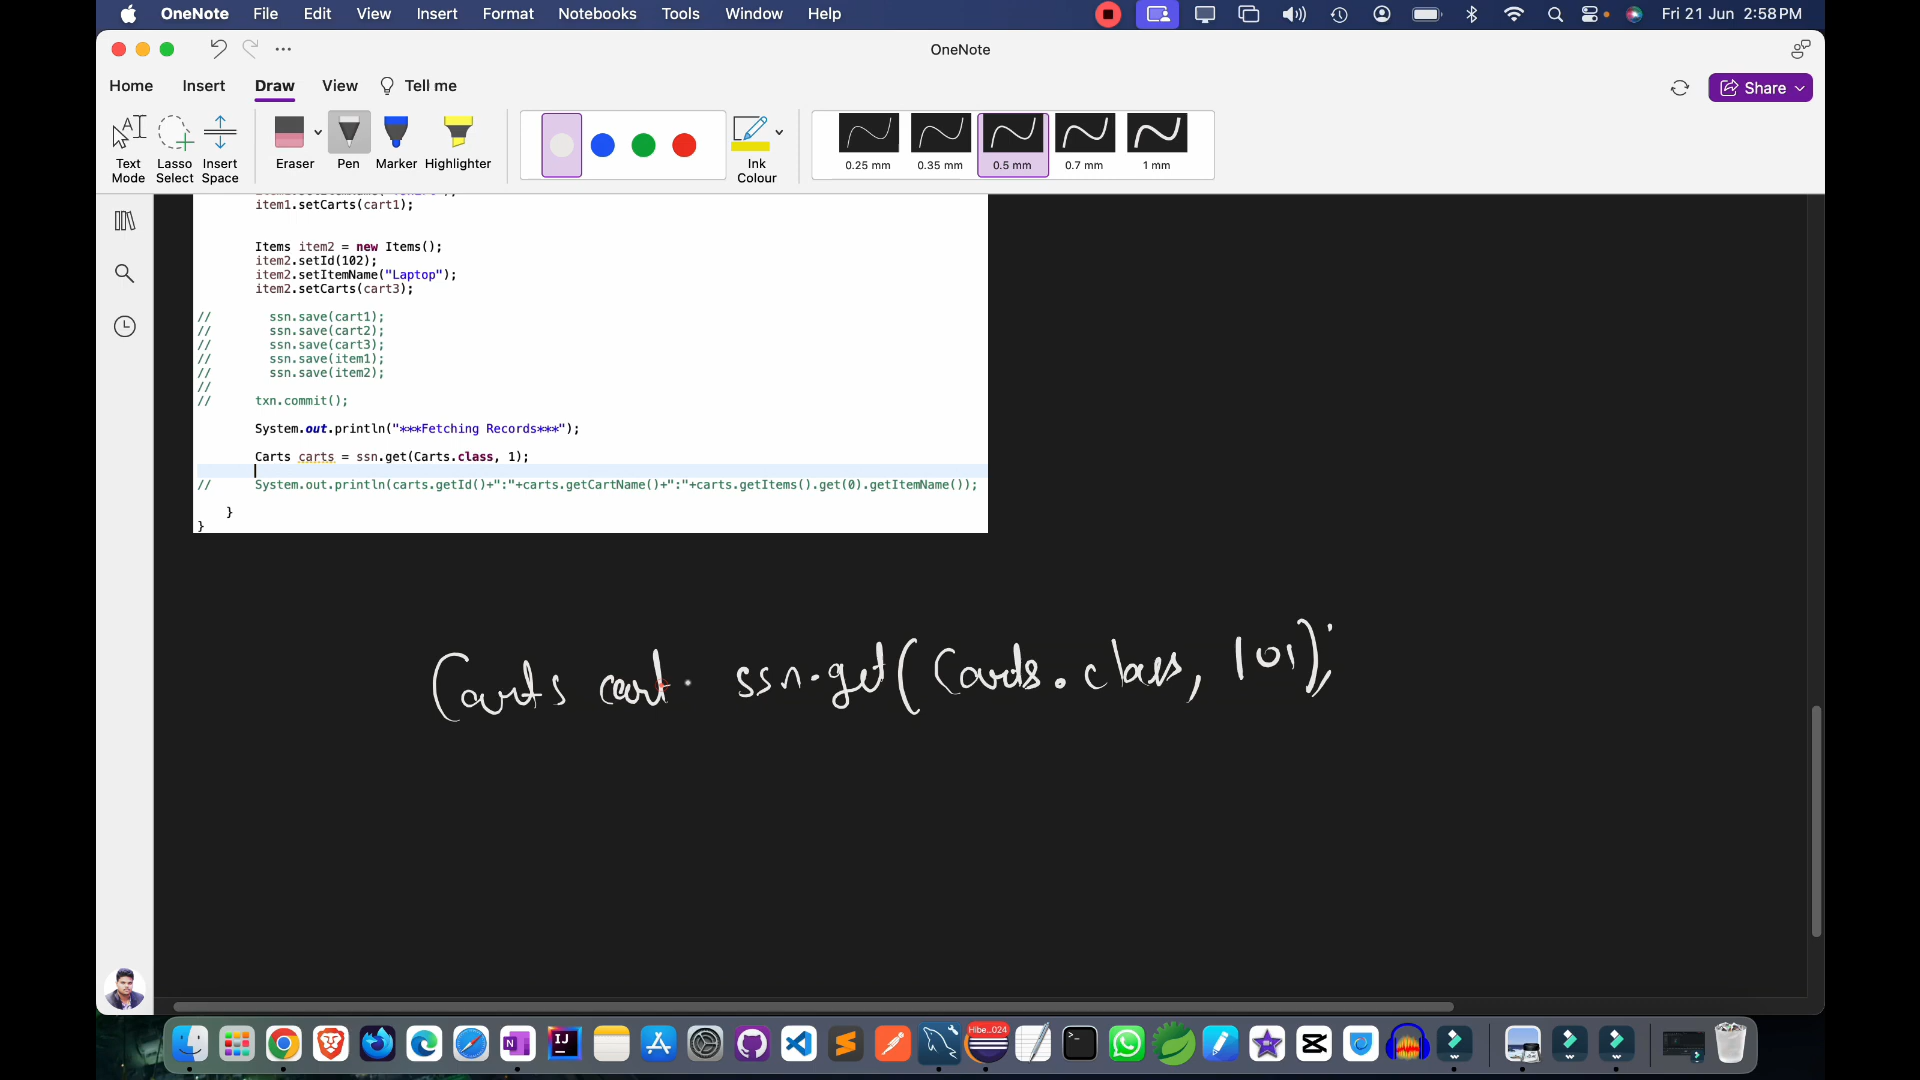 OneNote File Edit View Insert Format Notebooks Tools Window Help Fri 21 Jun 2:58 PM
OneNote
Home Insert Draw View Tell me Share
Text Mode
Lasso Select
Insert Space
Eraser
Pen
Marker
Highlighter
Ink Colour
0.25 mm
0.35 mm
0.5 mm
0.7 mm
1 mm
item1.setCarts(cart1);
Items item2 = new Items();
item2.setId(102);
item2.setItemName("Laptop");
item2.setCarts(cart3);
// ssn.save(cart1);
// ssn.save(cart2);
// ssn.save(cart3);
// ssn.save(item1);
// ssn.save(item2);
//
// txn.commit();
System.out.println("***Fetching Records***");
Carts carts = ssn.get(Carts.class, 1);
// System.out.println(carts.getId()+":"+carts.getCartName()+":"+carts.getItems().get(0).getItemName());
}
}
Carts cart ssn.get(Carts.class, 101);
Hibe...024